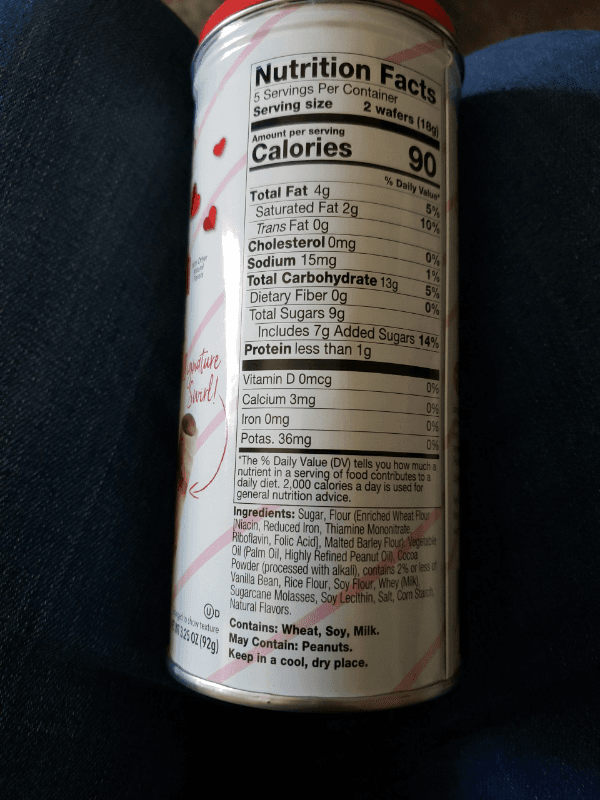 Nutrition Facts
5 Servings Per Container
Serving size 2 wafers (18g)
Amount per serving
Calories 90
% Daily Value*
Total Fat 4g 5%
Saturated Fat 2g 10%
Trans Fat 0g
Cholesterol 0mg 0%
Sodium 15mg 1%
Total Carbohydrate 13g 5%
Dietary Fiber 0g 0%
Total Sugars 9g
Includes 7g Added Sugars 14%
Protein less than 1g
Vitamin D 0mcg 0%
Calcium 3mg 0%
Iron 0mg 0%
Potas. 36mg 0%
*The % Daily Value (DV) tells you how much a
nutrient in a serving of food contributes to a
daily diet. 2,000 calories a day is used for
general nutrition advice.
Ingredients: Sugar, Flour (Enriched Wheat Flour
[Niacin, Reduced Iron, Thiamine Mononitrate,
Riboflavin, Folic Acid], Malted Barley Flour), Vegetable
Oil (Palm Oil, Highly Refined Peanut Oil), Cocoa
Powder (processed with alkali), contains 2% or less of
Vanilla Bean, Rice Flour, Soy Flour, Whey (Milk),
Sugarcane Molasses, Soy Lecithin, Salt, Corn Starch,
Natural Flavors.
Contains: Wheat, Soy, Milk.
May Contain: Peanuts.
Keep in a cool, dry place.
Swirl!
U D
to show texture
3.25 OZ (92g)